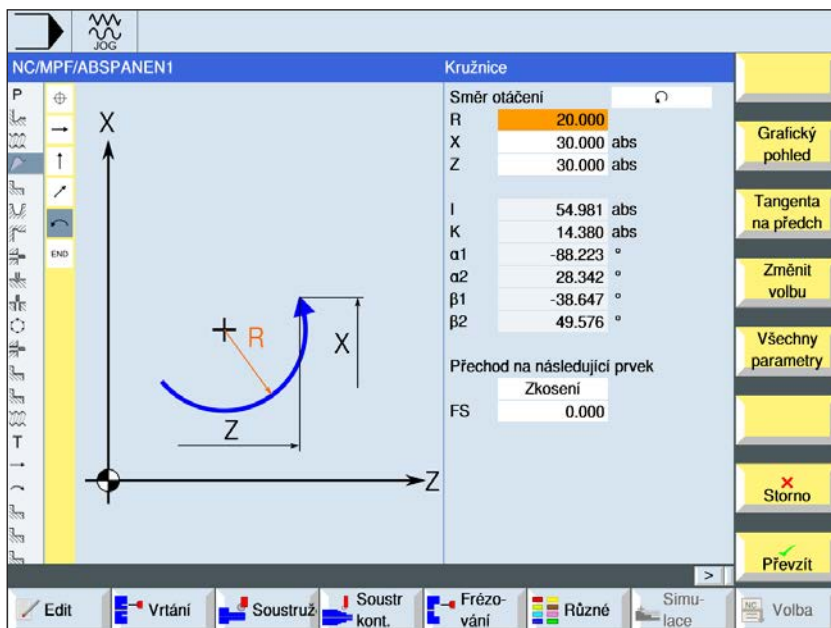 JOG
NC/MPF/ABSPANEN1
P
T
END
X
R
X
Z
Z
Kružnice
Směr otáčení
R 20.000
X 30.000 abs
Z 30.000 abs
I 54.981 abs
K 14.380 abs
α1 -88.223 °
α2 28.342 °
β1 -38.647 °
β2 49.576 °
Přechod na následující prvek
Zkosení
FS 0.000
Grafický
pohled
Tangenta
na předch
Změnit
volbu
Všechny
parametry
Storno
Převzít
>
Edit
Vrtání
Soustruž
Soustr
kont.
Frézo-
vání
Různé
Simu-
lace
NC
Volba